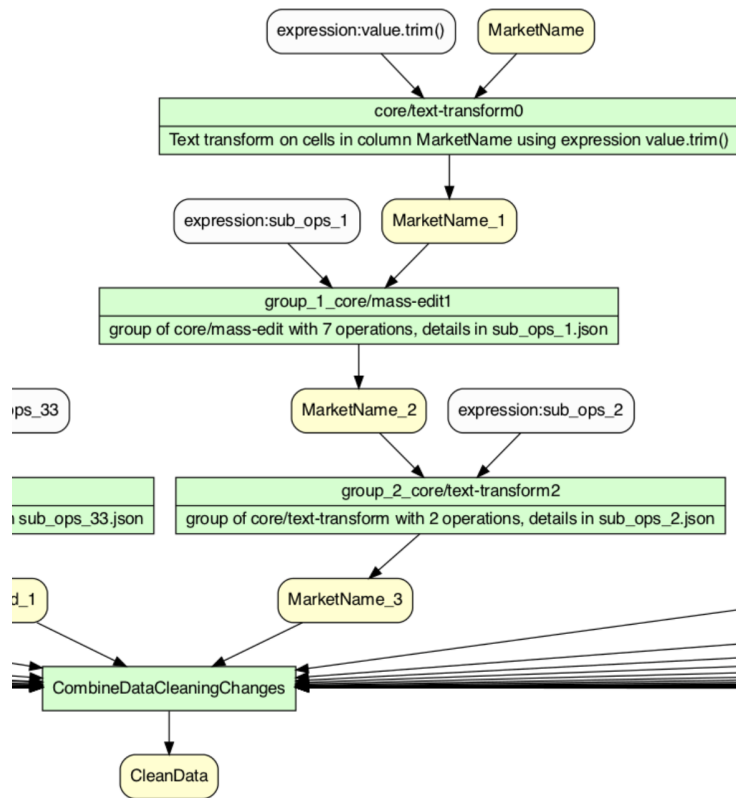 expression:value.trim()
MarketName
core/text-transform0
Text transform on cells in column MarketName using expression value.trim()
expression:sub_ops_1
MarketName_1
group_1_core/mass-edit1
group of core/mass-edit with 7 operations, details in sub_ops_1.json
ps_33
MarketName_2
expression:sub_ops_2
group_2_core/text-transform2
sub_ops_33.json
group of core/text-transform with 2 operations, details in sub_ops_2.json
d_1
MarketName_3
CombineDataCleaningChanges
CleanData